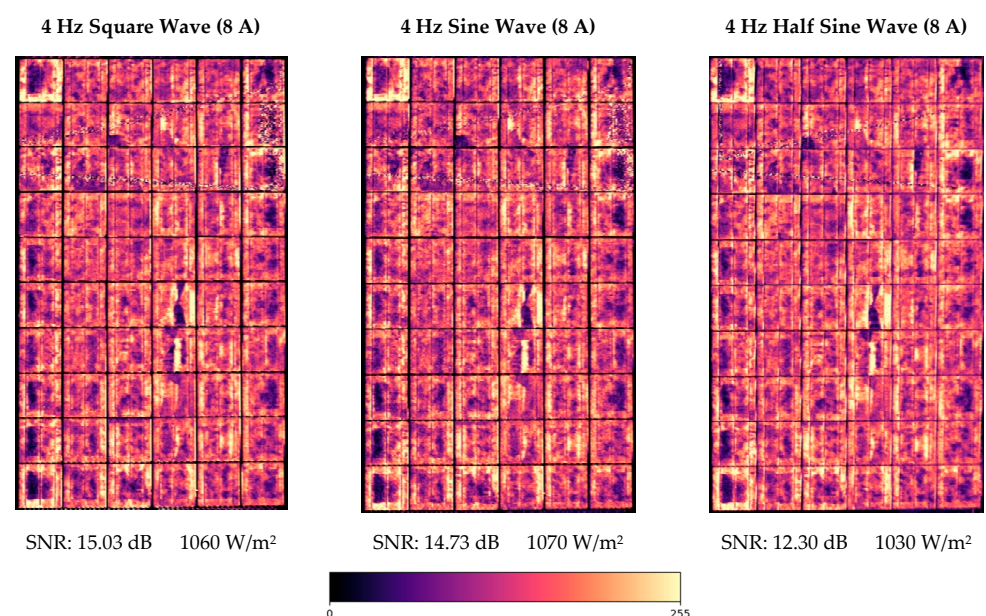 4 Hz Square Wave (8 A)
4 Hz Sine Wave (8 A)
4 Hz Half Sine Wave (8 A)
SNR: 15.03 dB 1060 W/m²
SNR: 14.73 dB 1070 W/m²
SNR: 12.30 dB 1030 W/m²
0 255